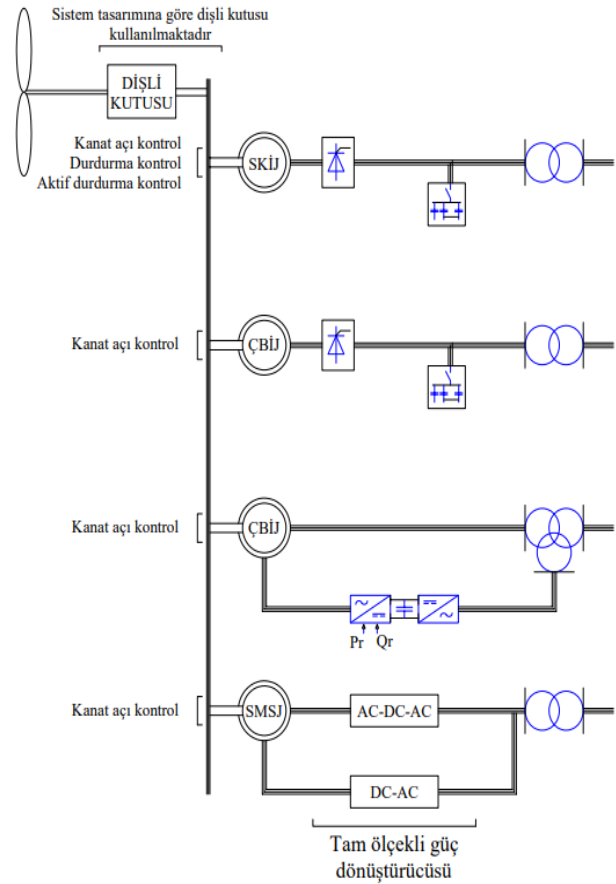 Sistem tasarımına göre dişli kutusu
kullanılmaktadır
DİŞLİ
KUTUSU
Kanat açı kontrol
Durdurma kontrol
Aktif durdurma kontrol
SKİJ
Kanat açı kontrol
ÇBİJ
Kanat açı kontrol
ÇBİJ
Pr
Qr
Kanat açı kontrol
SMSJ
AC-DC-AC
DC-AC
Tam ölçekli güç
dönüştürücüsü